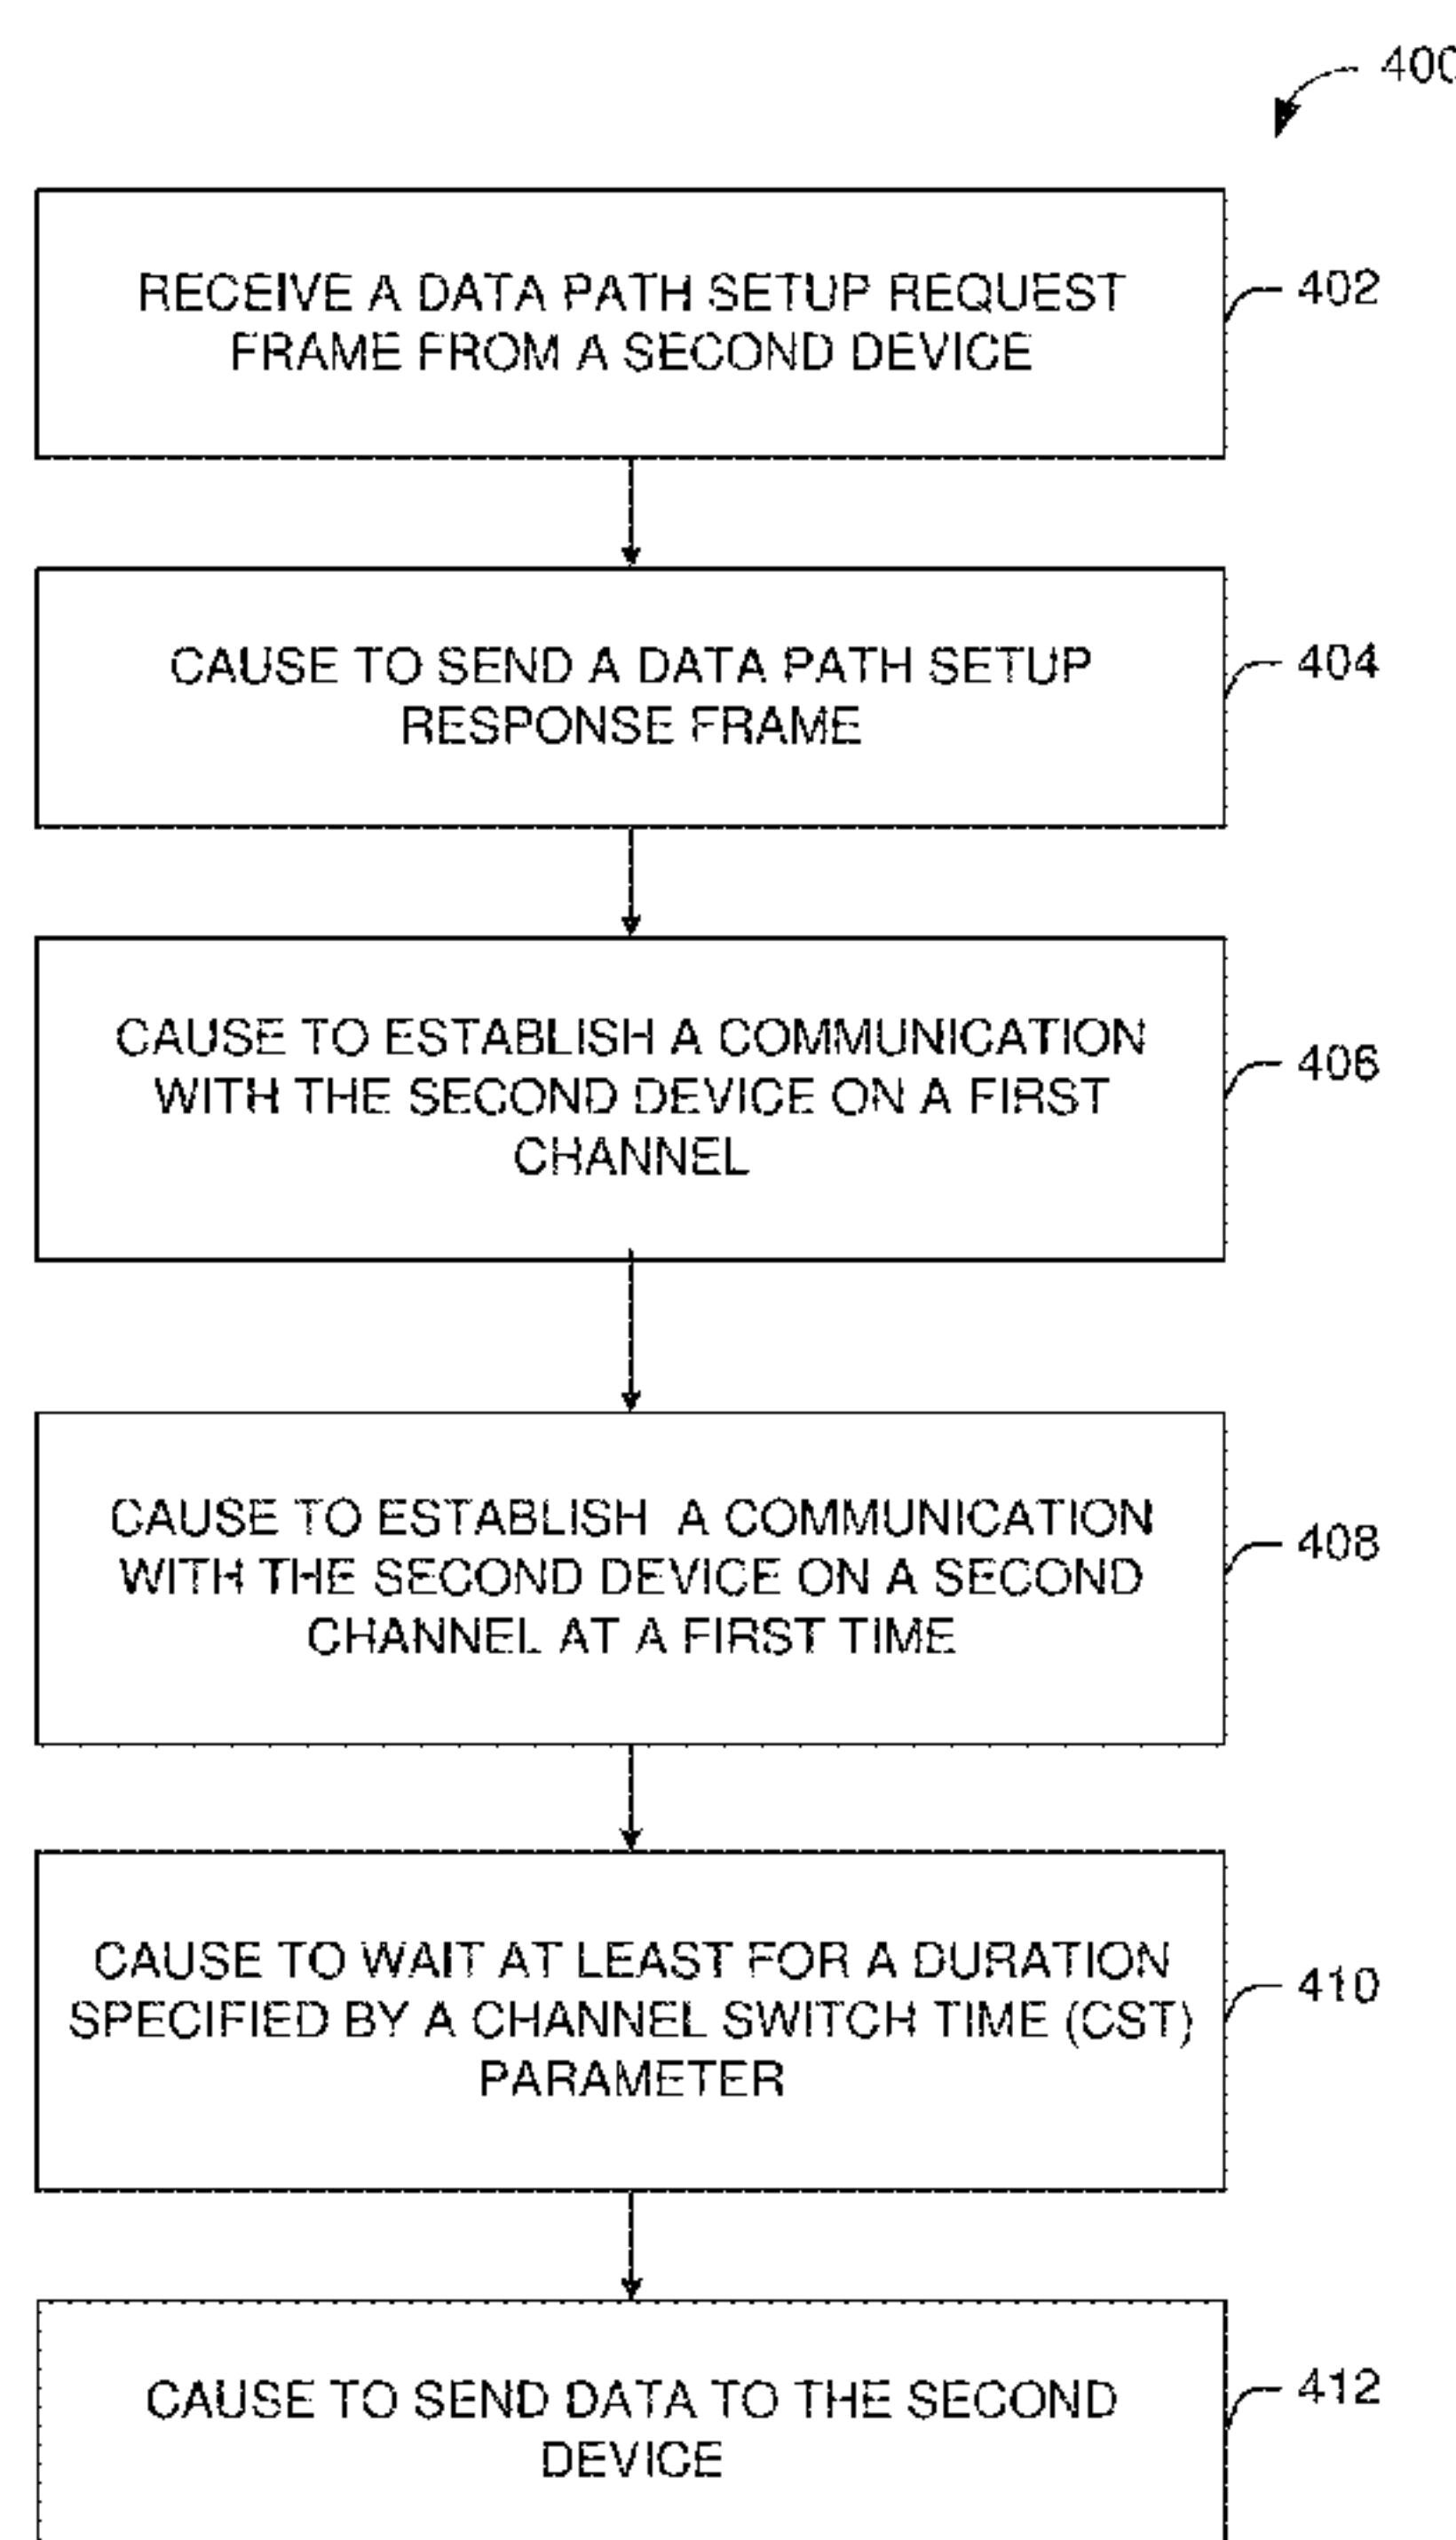 400
RECEIVE A DATA PATH SETUP REQUEST
FRAME FROM A SECOND DEVICE
402
CAUSE TO SEND A DATA PATH SETUP
RESPONSE FRAME
404
CAUSE TO ESTABLISH A COMMUNICATION
WITH THE SECOND DEVICE ON A FIRST
CHANNEL
406
CAUSE TO ESTABLISH A COMMUNICATION
WITH THE SECOND DEVICE ON A SECOND
CHANNEL AT A FIRST TIME
408
CAUSE TO WAIT AT LEAST FOR A DURATION
SPECIFIED BY A CHANNEL SWITCH TIME (CST)
PARAMETER
410
CAUSE TO SEND DATA TO THE SECOND
DEVICE
412